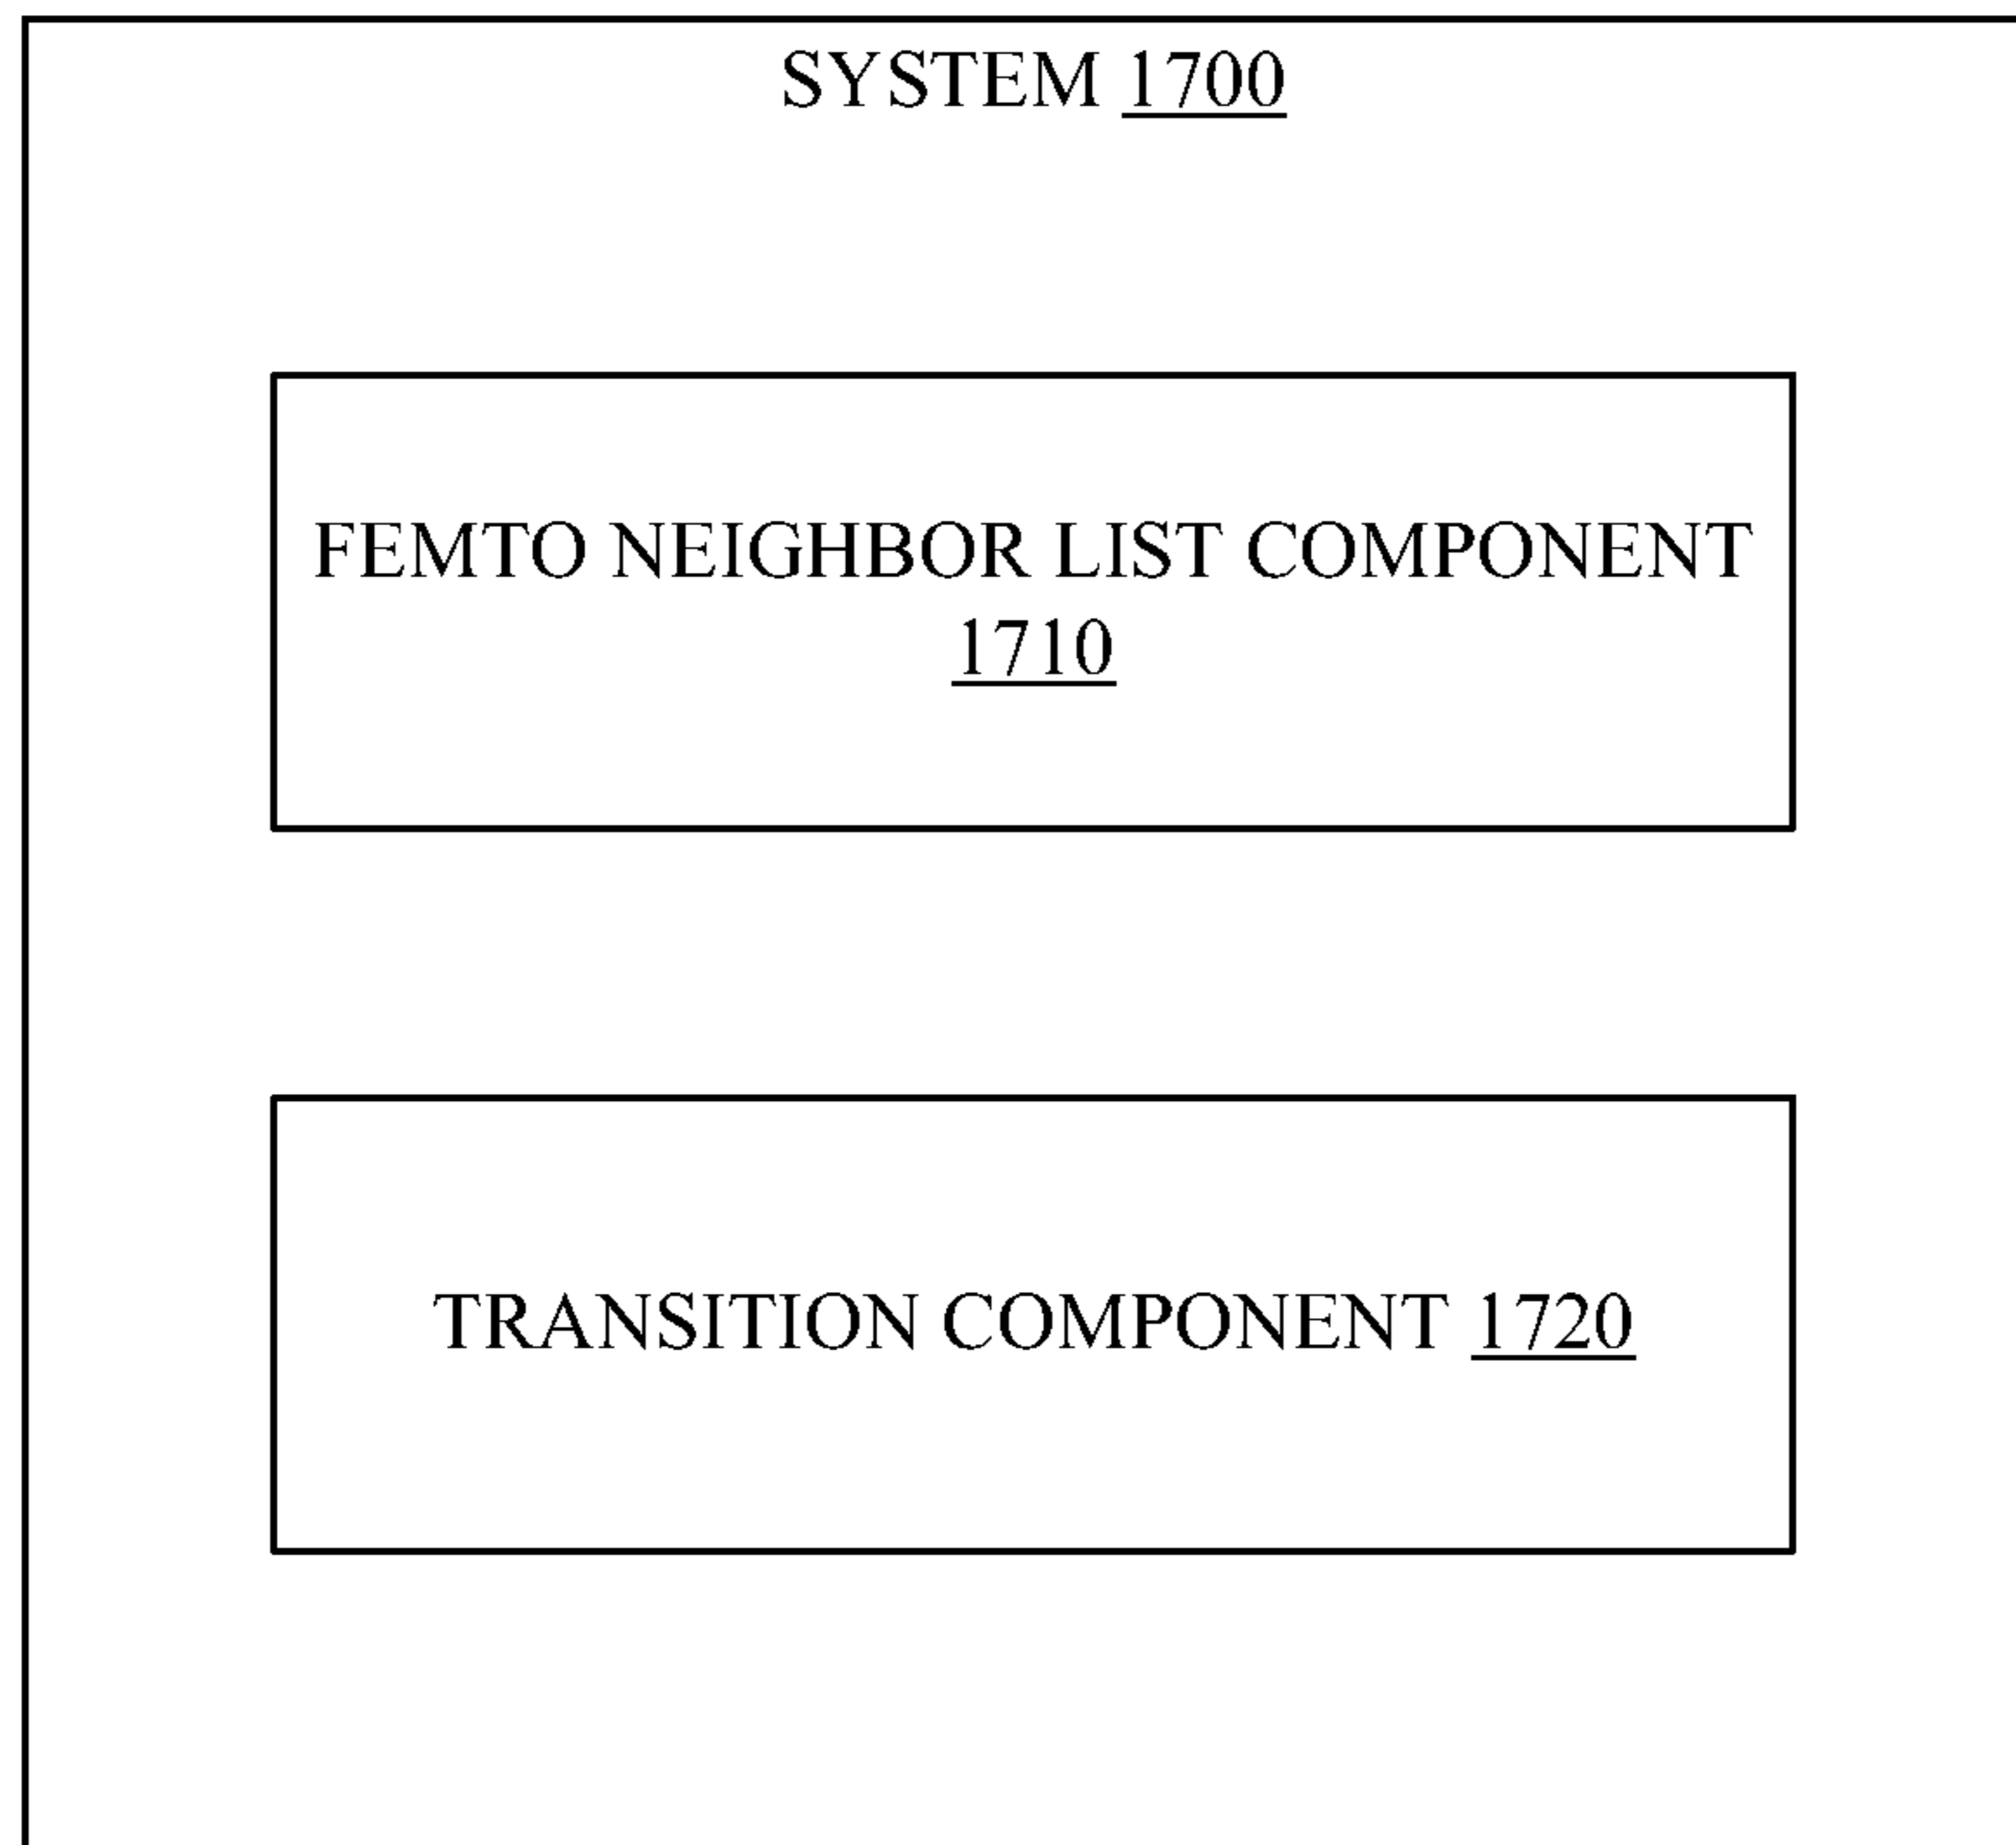 SYSTEM 1700
FEMTO NEIGHBOR LIST COMPONENT
1710
TRANSITION COMPONENT 1720